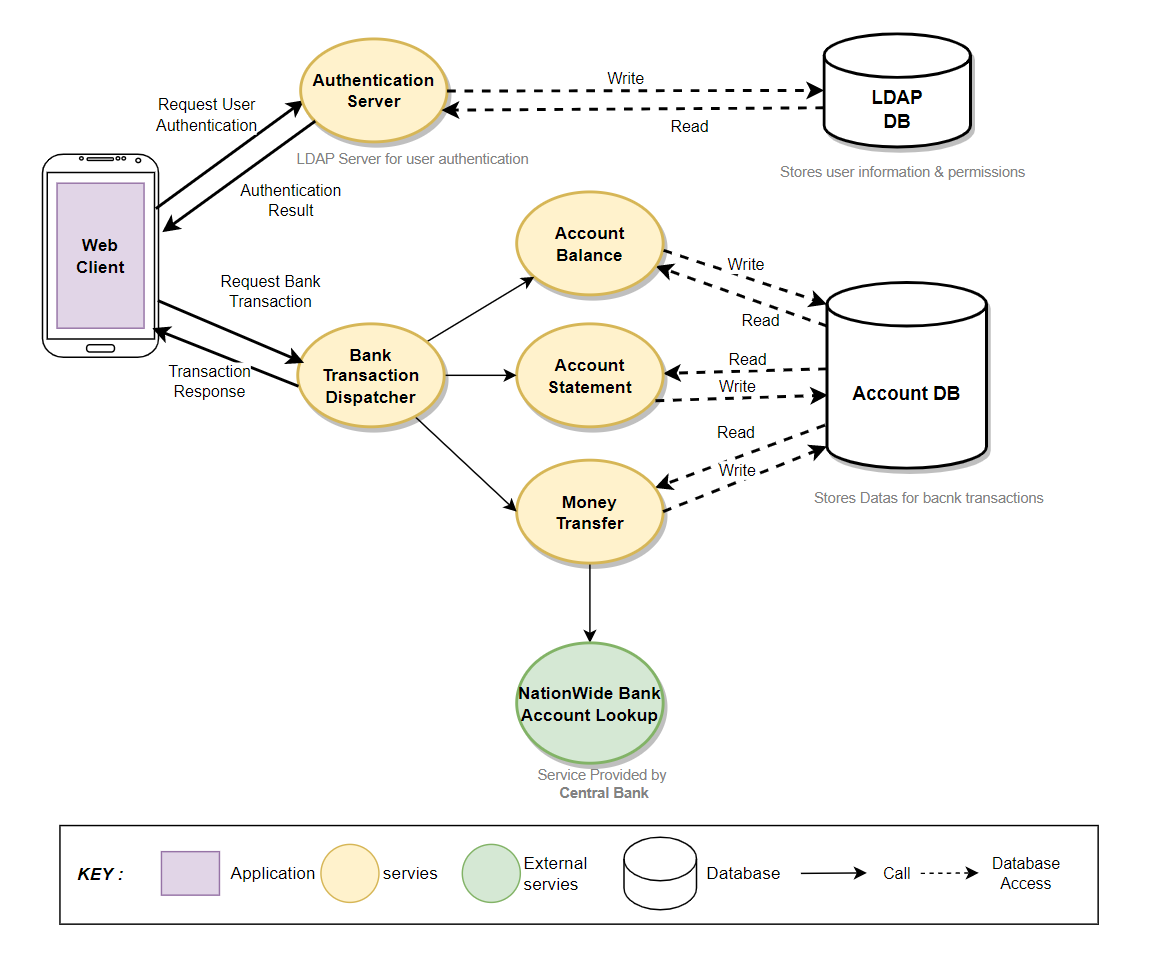 Authentication
Server
Write
Read
LDAP
DB
Request User
Authentication
LDAP Server for user authentication
Stores user information & permissions
Authentication
Result
Web
Client
Account
Balance
Write
Read
Request Bank
Transaction
Bank
Transaction
Dispatcher
Transaction
Response
Account
Statement
Read
Write
Account DB
Read
Write
Money
Transfer
Stores Datas for bacnk transactions
NationWide Bank
Account Lookup
Service Provided by
Central Bank
KEY :
Application
servies
External
servies
Database
Call
Database
Access